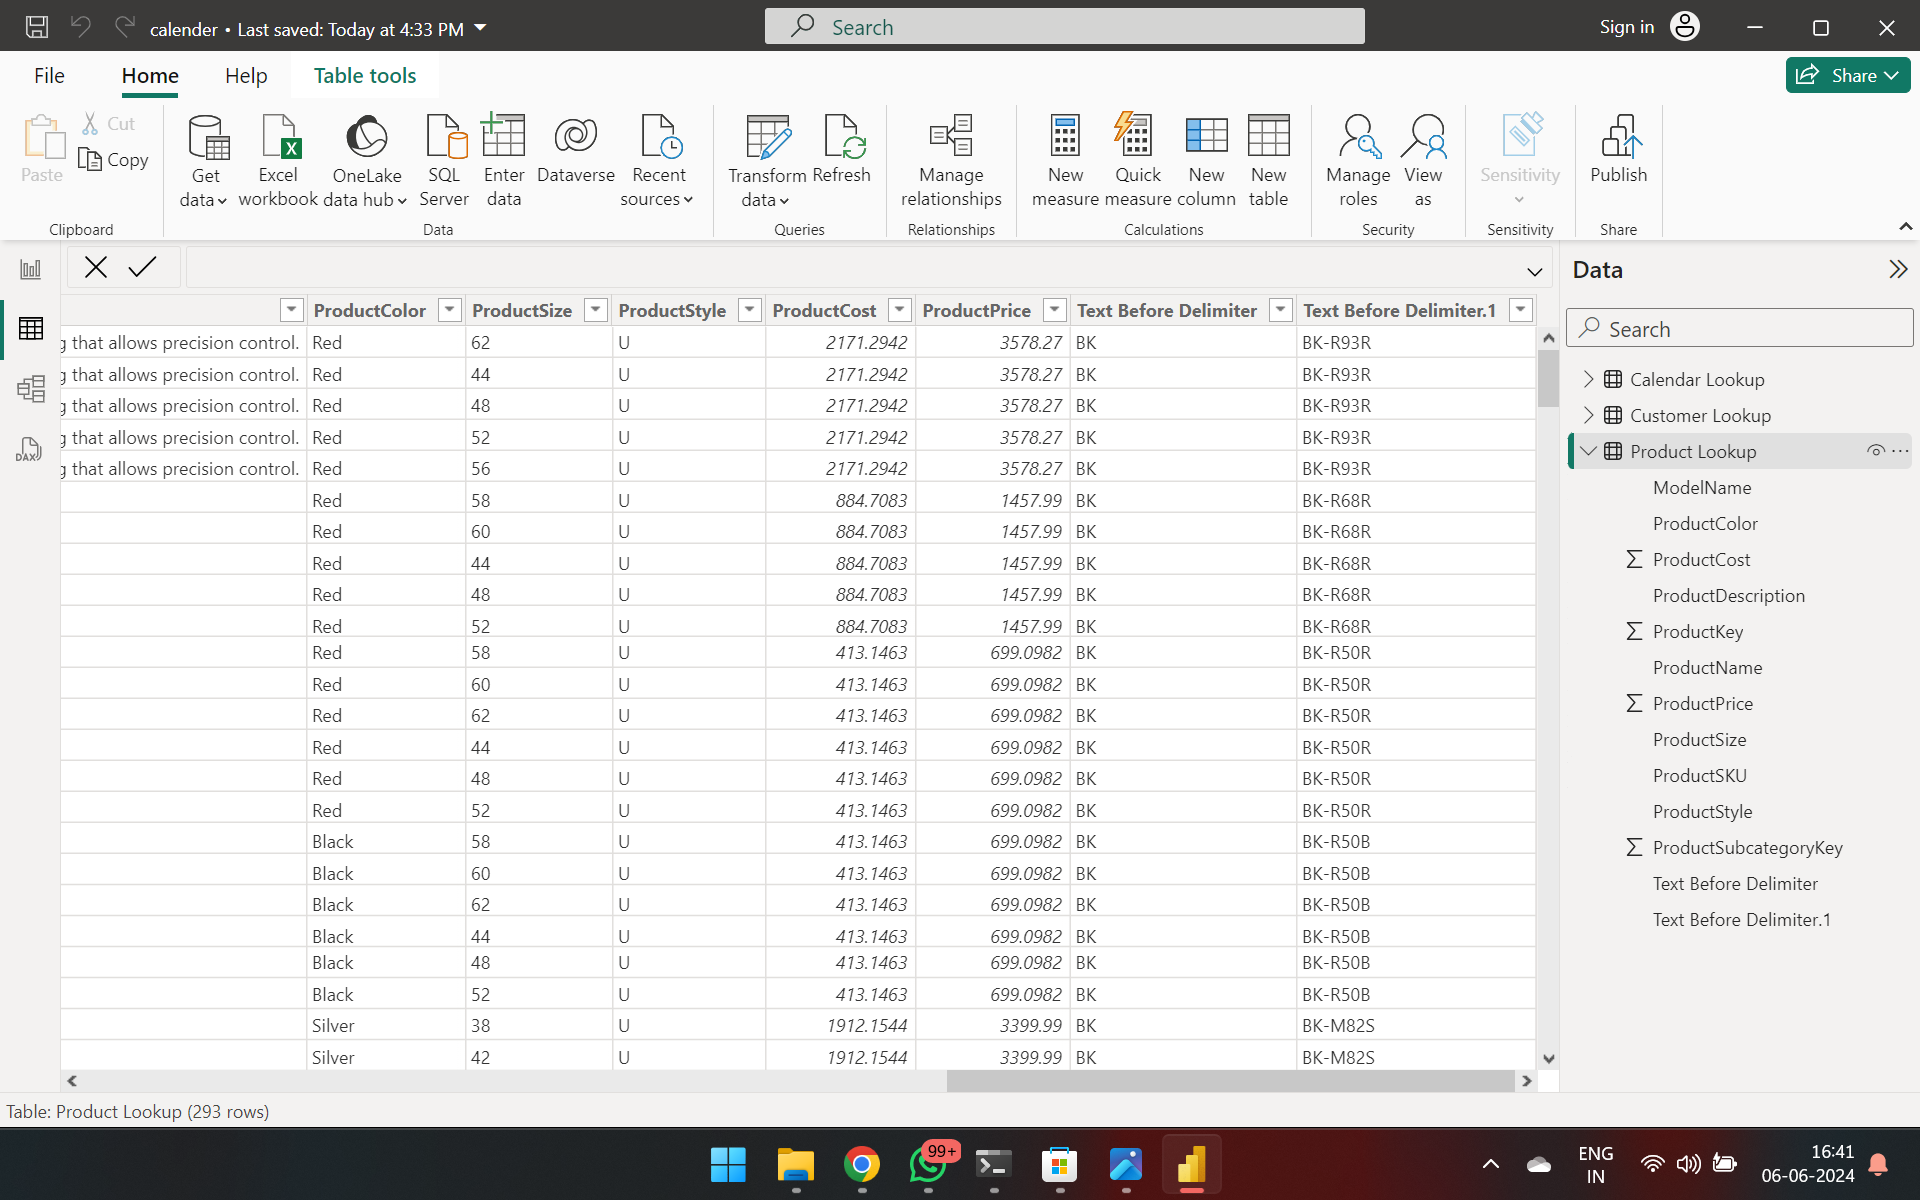 calender • Last saved: Today at 4:33 PM
Search
Sign in
File Home Help Table tools
Share
Paste
Cut
Copy
Clipboard
Get data
Excel workbook
OneLake data hub
SQL Server
Enter data
Dataverse
Recent sources
Data
Transform data
Refresh
Queries
Manage relationships
Relationships
New measure
Quick measure
New column
New table
Calculations
Manage roles
View as
Security
Sensitivity
Sensitivity
Publish
Share
ProductColor ProductSize ProductStyle ProductCost ProductPrice Text Before Delimiter Text Before Delimiter.1
g that allows precision control. Red 62 U 2171.2942 3578.27 BK BK-R93R
g that allows precision control. Red 44 U 2171.2942 3578.27 BK BK-R93R
g that allows precision control. Red 48 U 2171.2942 3578.27 BK BK-R93R
g that allows precision control. Red 52 U 2171.2942 3578.27 BK BK-R93R
g that allows precision control. Red 56 U 2171.2942 3578.27 BK BK-R93R
Red 58 U 884.7083 1457.99 BK BK-R68R
Red 60 U 884.7083 1457.99 BK BK-R68R
Red 44 U 884.7083 1457.99 BK BK-R68R
Red 48 U 884.7083 1457.99 BK BK-R68R
Red 52 U 884.7083 1457.99 BK BK-R68R
Red 58 U 413.1463 699.0982 BK BK-R50R
Red 60 U 413.1463 699.0982 BK BK-R50R
Red 62 U 413.1463 699.0982 BK BK-R50R
Red 44 U 413.1463 699.0982 BK BK-R50R
Red 48 U 413.1463 699.0982 BK BK-R50R
Red 52 U 413.1463 699.0982 BK BK-R50R
Black 58 U 413.1463 699.0982 BK BK-R50B
Black 60 U 413.1463 699.0982 BK BK-R50B
Black 62 U 413.1463 699.0982 BK BK-R50B
Black 44 U 413.1463 699.0982 BK BK-R50B
Black 48 U 413.1463 699.0982 BK BK-R50B
Black 52 U 413.1463 699.0982 BK BK-R50B
Silver 38 U 1912.1544 3399.99 BK BK-M82S
Silver 42 U 1912.1544 3399.99 BK BK-M82S
DAX
Data
Search
Calendar Lookup
Customer Lookup
Product Lookup
ModelName
ProductColor
∑ ProductCost
ProductDescription
∑ ProductKey
ProductName
∑ ProductPrice
ProductSize
ProductSKU
ProductStyle
∑ ProductSubcategoryKey
Text Before Delimiter
Text Before Delimiter.1
Table: Product Lookup (293 rows)
99+
ENG
IN
16:41
06-06-2024